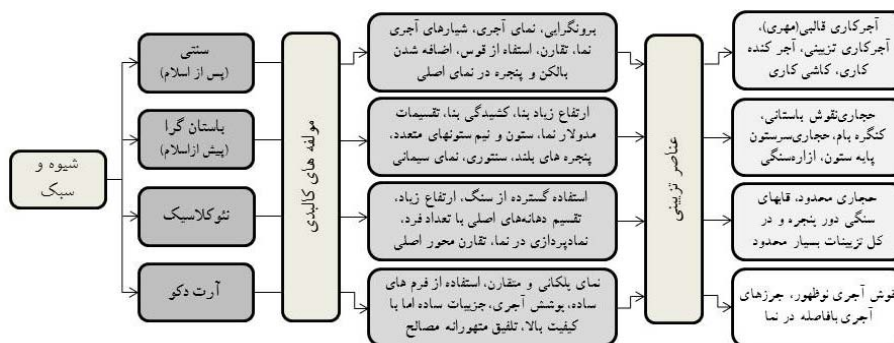 شیوه و
سبک
سنتی
(پس از اسلام)
باستان گرا
(پیش ازاسلام)
نئوکلاسیک
آرت دکو
مولفه های کالبدی
برونگرایی، نمای آجری، شیارهای آجری
نما، تقارن، استفاه از قوس، اضافه شدن
بالکن و پنجره در نمای اصلی
ارتفاع زیاد بنا، کشیدگی بنا، تقسیمات
مدولار نما، ستون و نیم ستونهای متعدد،
پنجره های بلند، سنتوری، نمای سیمانی
استفاده گسترده از سنگ، ارتفاع زیاد،
تقسیم دهانه‌های اصلی با تعداد فرد،
نمادپردازی در نما، تقارن محور اصلی
نمای پلکانی و متقارن، استفاده از فرم های
ساده، پوشش آجری، جزییات ساده اما با
کیفیت بالا، تلفیق متهورانه مصالح
عناصر تزیینی
آجرکاری قالبی(مهری)،
آجرکاری تزیینی، آجر کنده
کاری، کاشی کاری
حجاری‌نقوش باستانی،
کنگره بام، حجاری‌سرستون
پایه ستون، ازاره‌سنگی
حجاری محدود، قابهای
سنگی دور پنجره و در
کل تزیینات بسیار محدود
نقوش آجری نوظهور، جرزهای
آجری بافاصله در نما